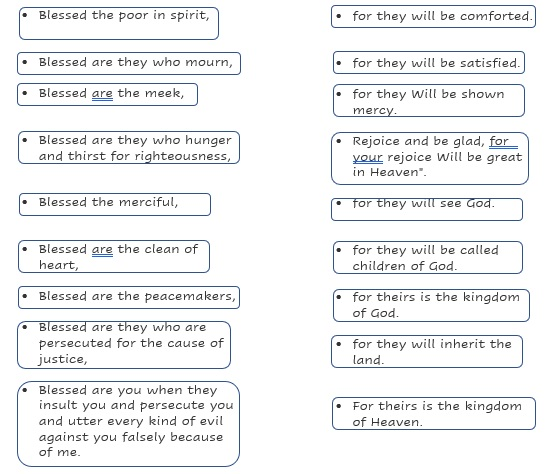 • Blessed the poor in spirit,
• Blessed are they who mourn,
• Blessed are the meek,
• Blessed are they who hunger
and thirst for righteousness,
• Blessed the merciful,
• Blessed are the clean of
heart,
• Blessed are the peacemakers,
• Blessed are they who are
persecuted for the cause of
justice,
• Blessed are you when they
insult you and persecute you
and utter every kind of evil
against you falsely because
of me.
• for they will be comforted.
• for they will be satisfied.
• for they Will be shown
mercy.
• Rejoice and be glad, for
your rejoice Will be great
in Heaven".
• for they will see God.
• for they will be called
children of God.
• for theirs is the kingdom
of God.
• for they will inherit the
land.
• For theirs is the kingdom
of Heaven.